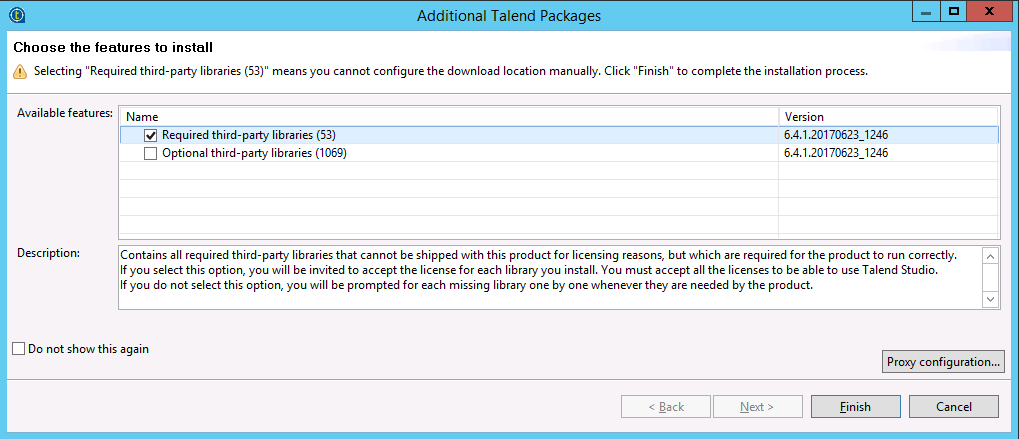 Additional Talend Packages
Choose the features to install
Selecting "Required third-party libraries (53)" means you cannot configure the download location manually. Click "Finish" to complete the installation process.
Available features:
Name Version
Required third-party libraries (53) 6.4.1.20170623_1246
Optional third-party libraries (1069) 6.4.1.20170623_1246
Description:
Contains all required third-party libraries that cannot be shipped with this product for licensing reasons, but which are required for the product to run correctly.
If you select this option, you will be invited to accept the license for each library you install. You must accept all the licenses to be able to use Talend Studio.
If you do not select this option, you will be prompted for each missing library one by one whenever they are needed by the product.
Do not show this again
Proxy configuration...
< Back Next > Finish Cancel